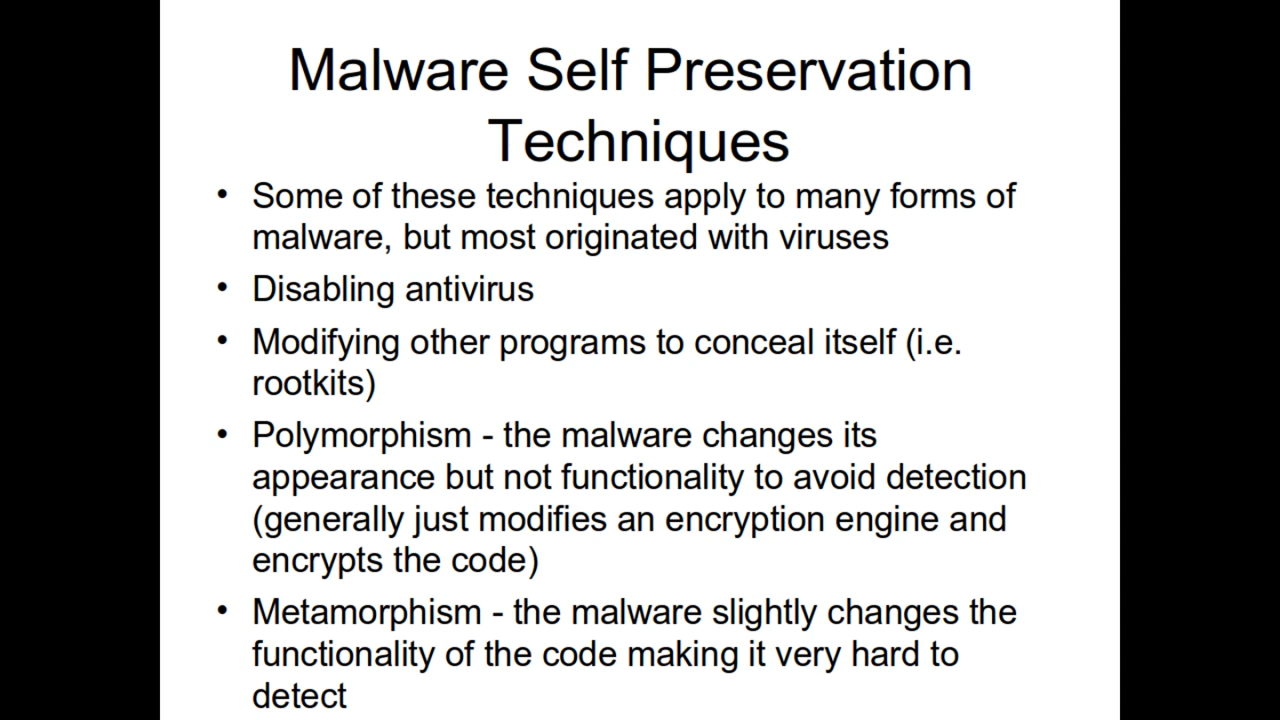 Malware Self Preservation
Techniques
• Some of these techniques apply to many forms of
malware, but most originated with viruses
• Disabling antivirus
• Modifying other programs to conceal itself (i.e.
rootkits)
• Polymorphism - the malware changes its
appearance but not functionality to avoid detection
(generally just modifies an encryption engine and
encrypts the code)
• Metamorphism - the malware slightly changes the
functionality of the code making it very hard to
detect